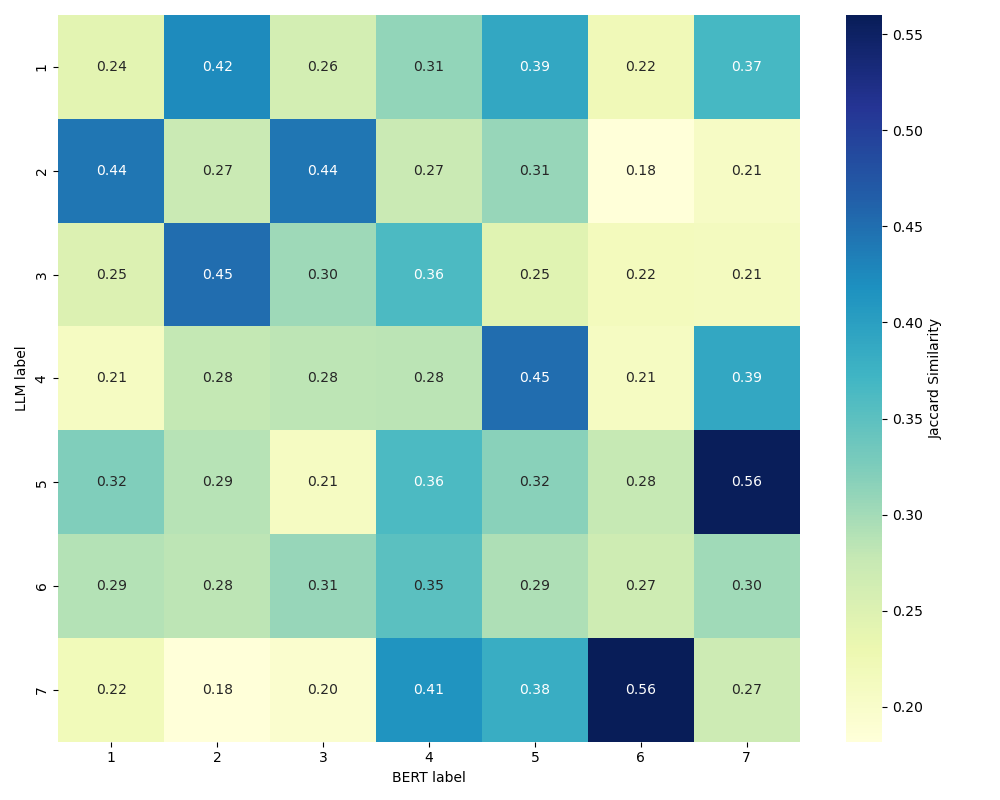 1 0.24 0.42 0.26 0.31 0.39 0.22 0.37
2 0.44 0.27 0.44 0.27 0.31 0.18 0.21
3 0.25 0.45 0.30 0.36 0.25 0.22 0.21
4 0.21 0.28 0.28 0.28 0.45 0.21 0.39
5 0.32 0.29 0.21 0.36 0.32 0.28 0.56
6 0.29 0.28 0.31 0.35 0.29 0.27 0.30
7 0.22 0.18 0.20 0.41 0.38 0.56 0.27
1 2 3 4 5 6 7
BERT label
LLM label
0.55
0.50
0.45
0.40
0.35
0.30
0.25
0.20
Jaccard Similarity